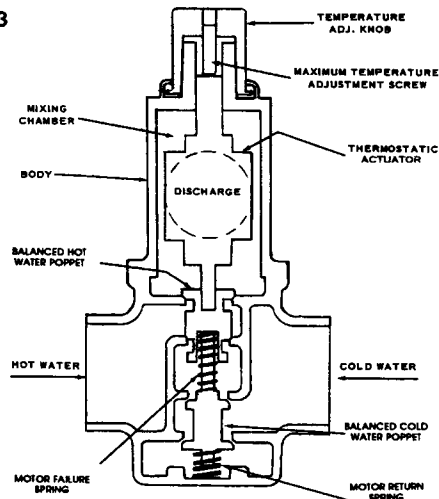 3
TEMPERATURE
ADJ. KNOB
MAXIMUM TEMPERATURE
ADJUSTMENT SCREW
MIXING
CHAMBER
THERMOSTATIC
ACTUATOR
BODY
DISCHARGE
BALANCED HOT
WATER POPPET
HOT WATER
COLD WATER
BALANCED COLD
WATER POPPET
MOTOR FAILURE
SPRING
MOTOR RETURN
SPRING